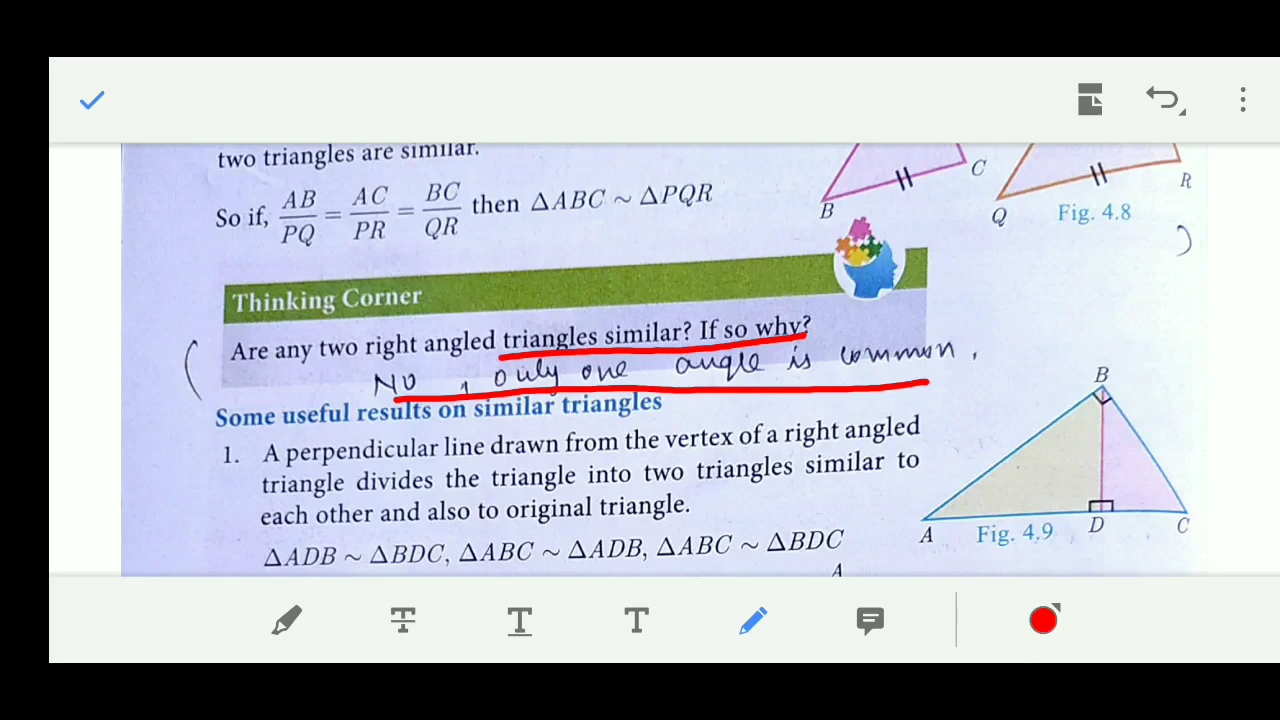 two triangles are similar.
So if, AB/PQ = AC/PR = BC/QR then ΔABC ~ ΔPQR
B
C
Q
R
Fig. 4.8
Thinking Corner
Are any two right angled triangles similar? If so why?
No, only one angle is common.
Some useful results on similar triangles
1. A perpendicular line drawn from the vertex of a right angled
triangle divides the triangle into two triangles similar to
each other and also to original triangle.
ΔADB ~ ΔBDC, ΔABC ~ ΔADB, ΔABC ~ ΔBDC
B
A
D
C
Fig. 4.9
A
T
T
T